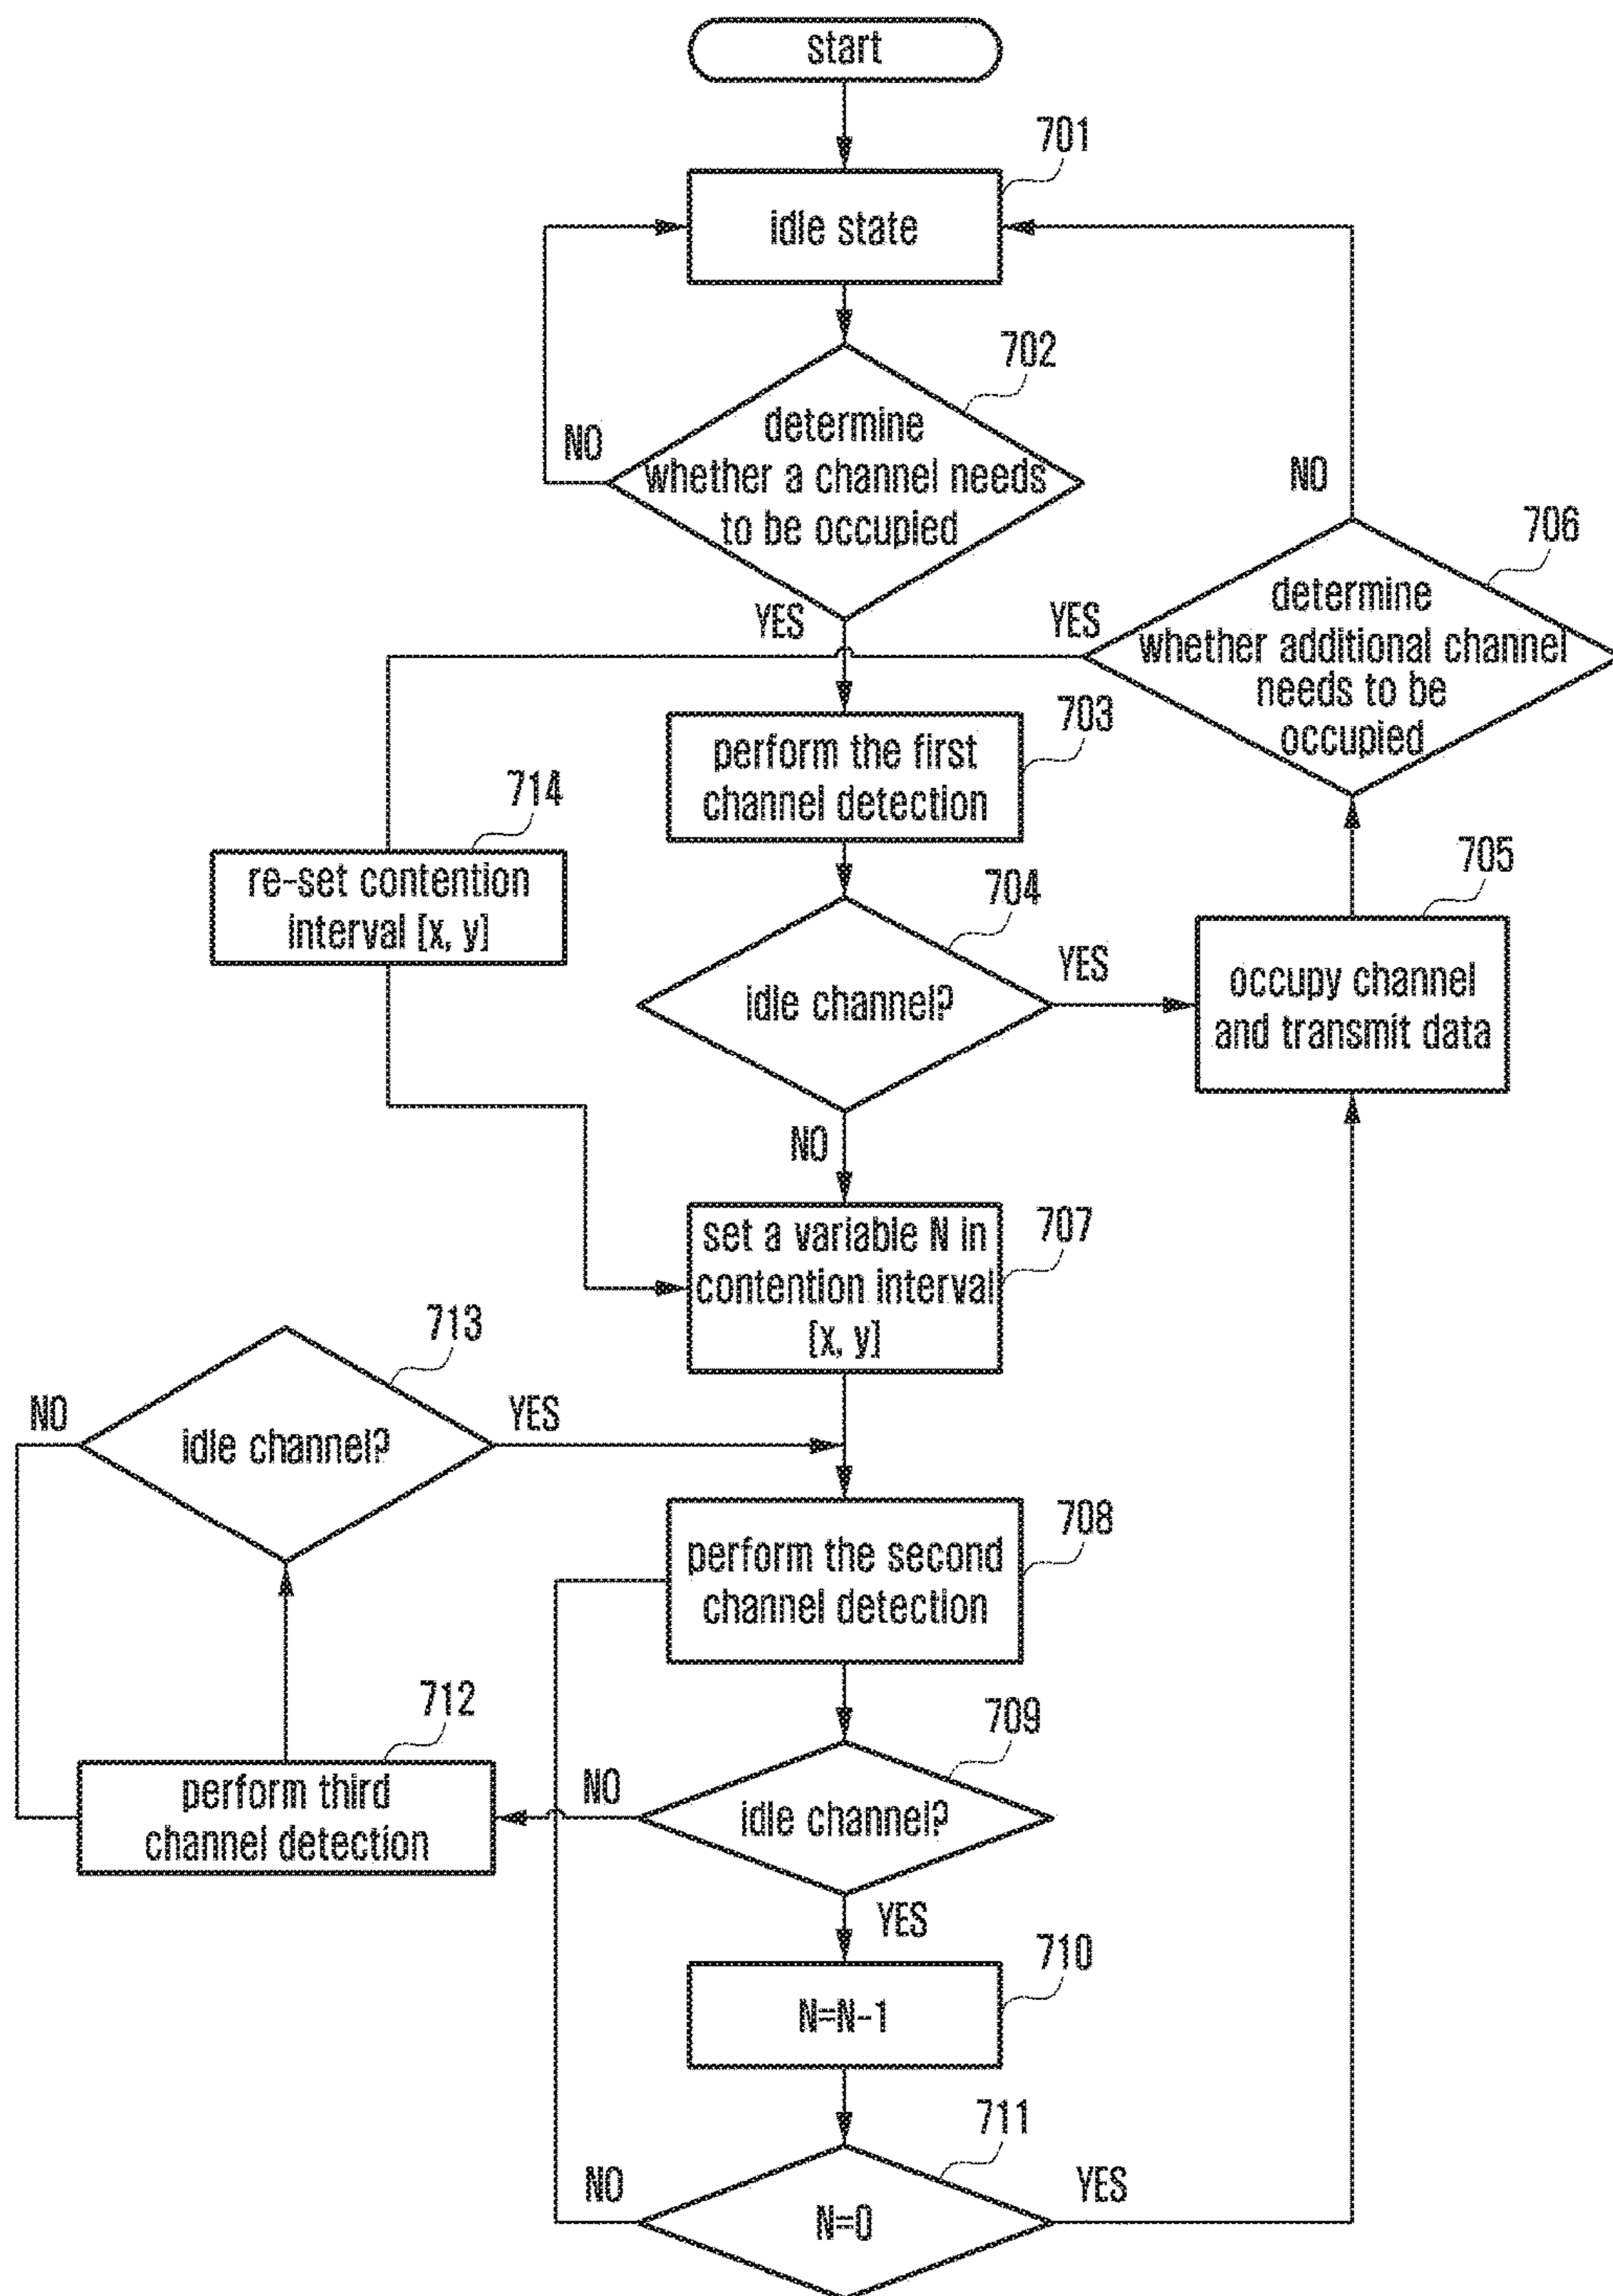 start
701
idle state
702
determine
whether a channel needs
to be occupied
NO
YES
NO
706
determine
whether additional channel
needs to be
occupied
YES
703
perform the first
channel detection
714
re-set contention
interval [x, y]
704
idle channel?
YES
705
occupy channel
and transmit data
NO
707
set a variable N in
contention interval
[x, y]
713
idle channel?
NO
YES
708
perform the second
channel detection
712
perform third
channel detection
709
idle channel?
NO
YES
710
N=N-1
711
N=0
NO
YES